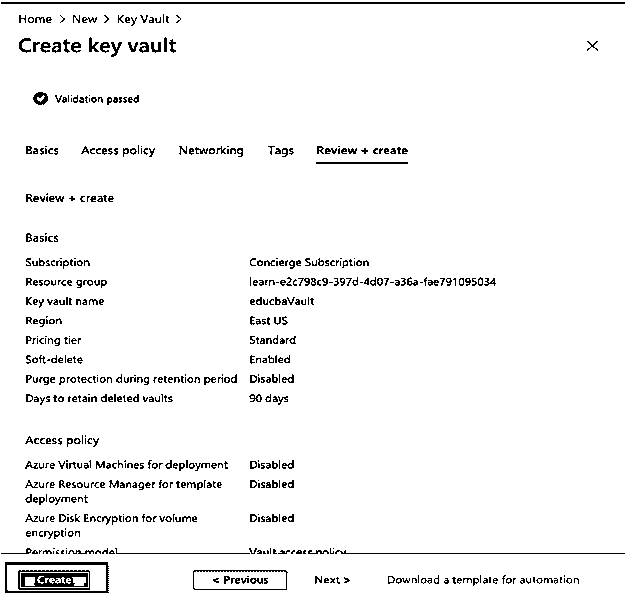 Home > New > Key Vault >
Create key vault
Validation passed
Basics Access policy Networking Tags Review + create
Review + create
Basics
Subscription Concierge Subscription
Resource group learn-e2c798c9-397d-4d07-a36a-fae791095034
Key vault name educbaVault
Region East US
Pricing tier Standard
Soft-delete Enabled
Purge protection during retention period Disabled
Days to retain deleted vaults 90 days
Access policy
Azure Virtual Machines for deployment Disabled
Azure Resource Manager for template Disabled
deployment
Azure Disk Encryption for volume Disabled
encryption
Permission model Vault access policy
Create < Previous Next > Download a template for automation